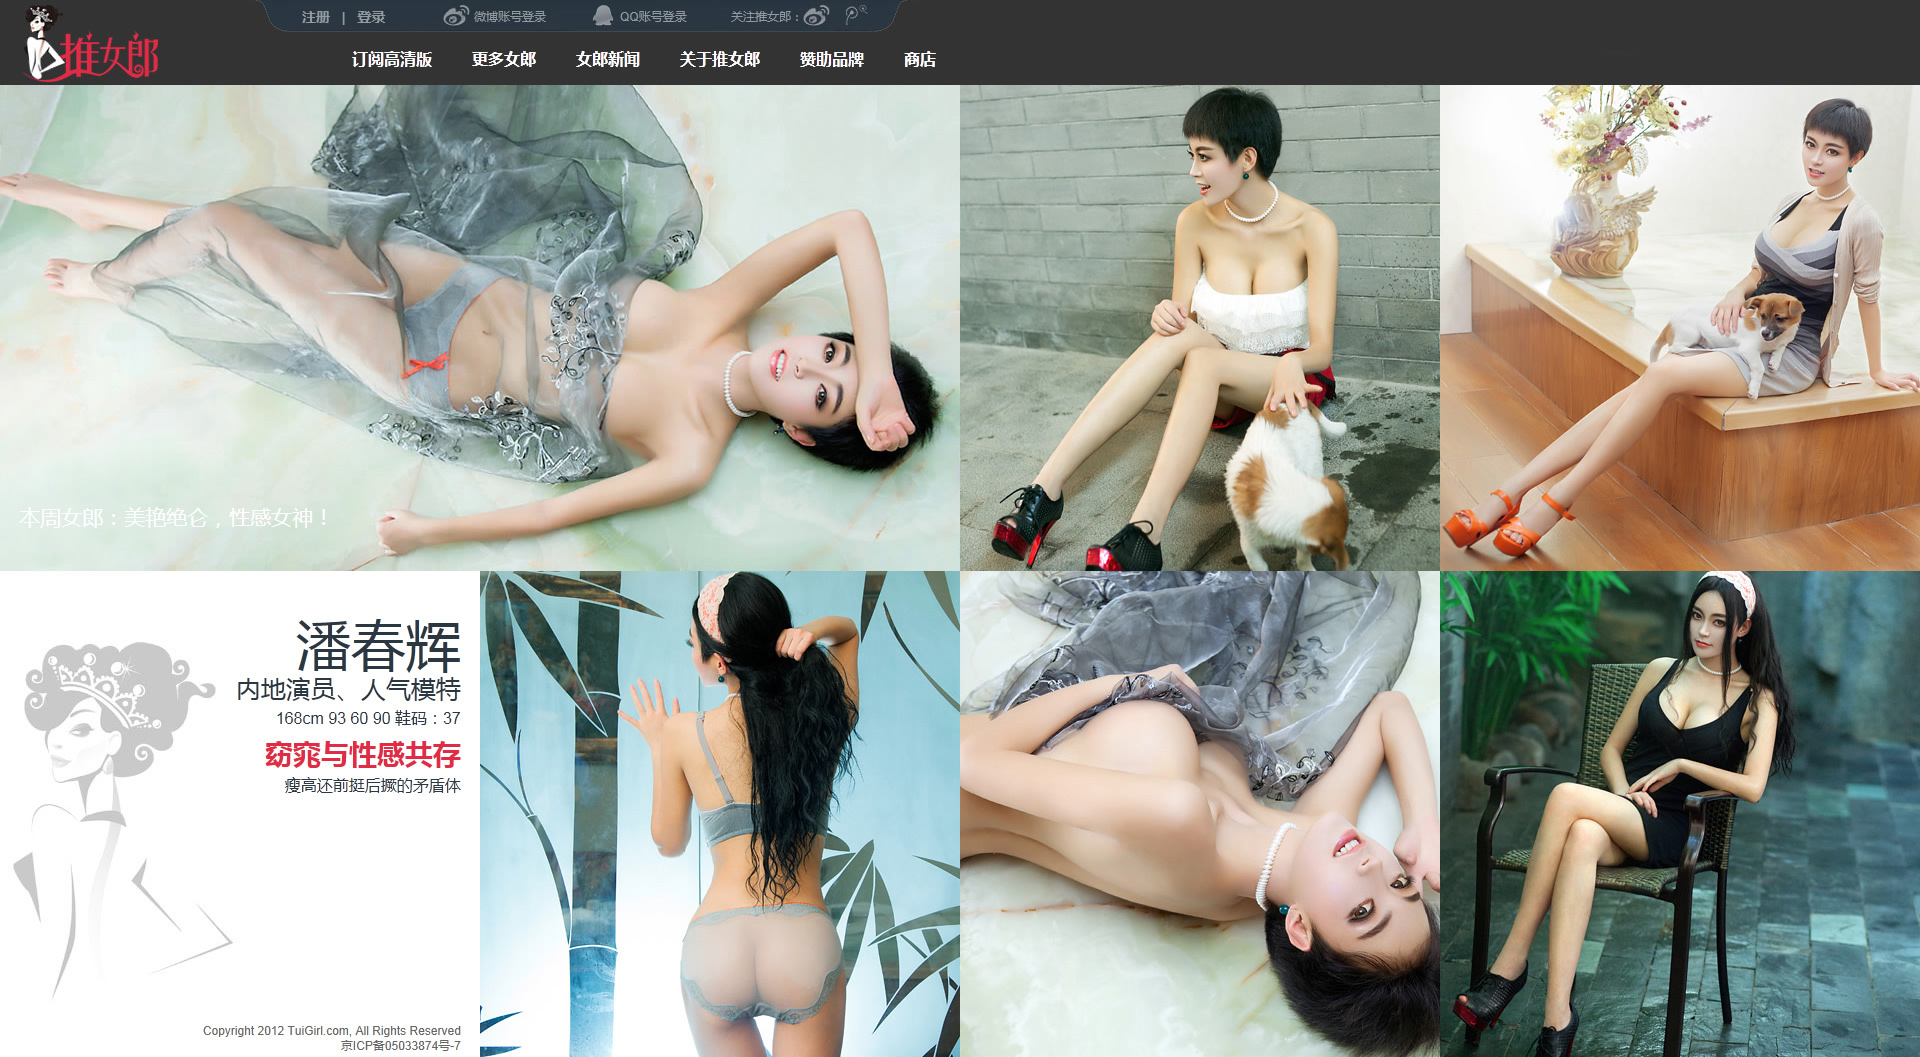 注册 | 登录
微博账号登录
QQ账号登录
关注推女郎：
推女郎
订阅高清版
更多女郎
女郎新闻
关于推女郎
赞助品牌
商店
本周女郎：美艳绝仑，性感女神！
潘春辉
内地演员、人气模特
168cm 93 60 90 鞋码：37
窈窕与性感共存
瘦高还前挺后撅的矛盾体
Copyright 2012 TuiGirl.com, All Rights Reserved
京ICP备05033874号-7